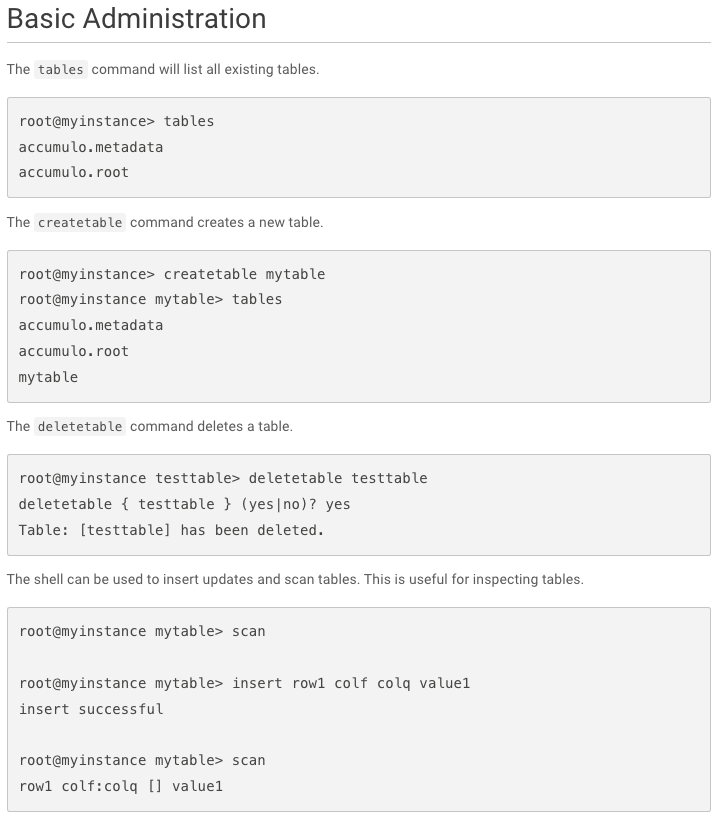 Basic Administration
The tables command will list all existing tables.
root@myinstance> tables
accumulo.metadata
accumulo.root
The createtable command creates a new table.
root@myinstance> createtable mytable
root@myinstance mytable> tables
accumulo.metadata
accumulo.root
mytable
The deletetable command deletes a table.
root@myinstance testtable> deletetable testtable
deletetable { testtable } (yes|no)? yes
Table: [testtable] has been deleted.
The shell can be used to insert updates and scan tables. This is useful for inspecting tables.
root@myinstance mytable> scan
root@myinstance mytable> insert row1 colf colq value1
insert successful
root@myinstance mytable> scan
row1 colf:colq [] value1